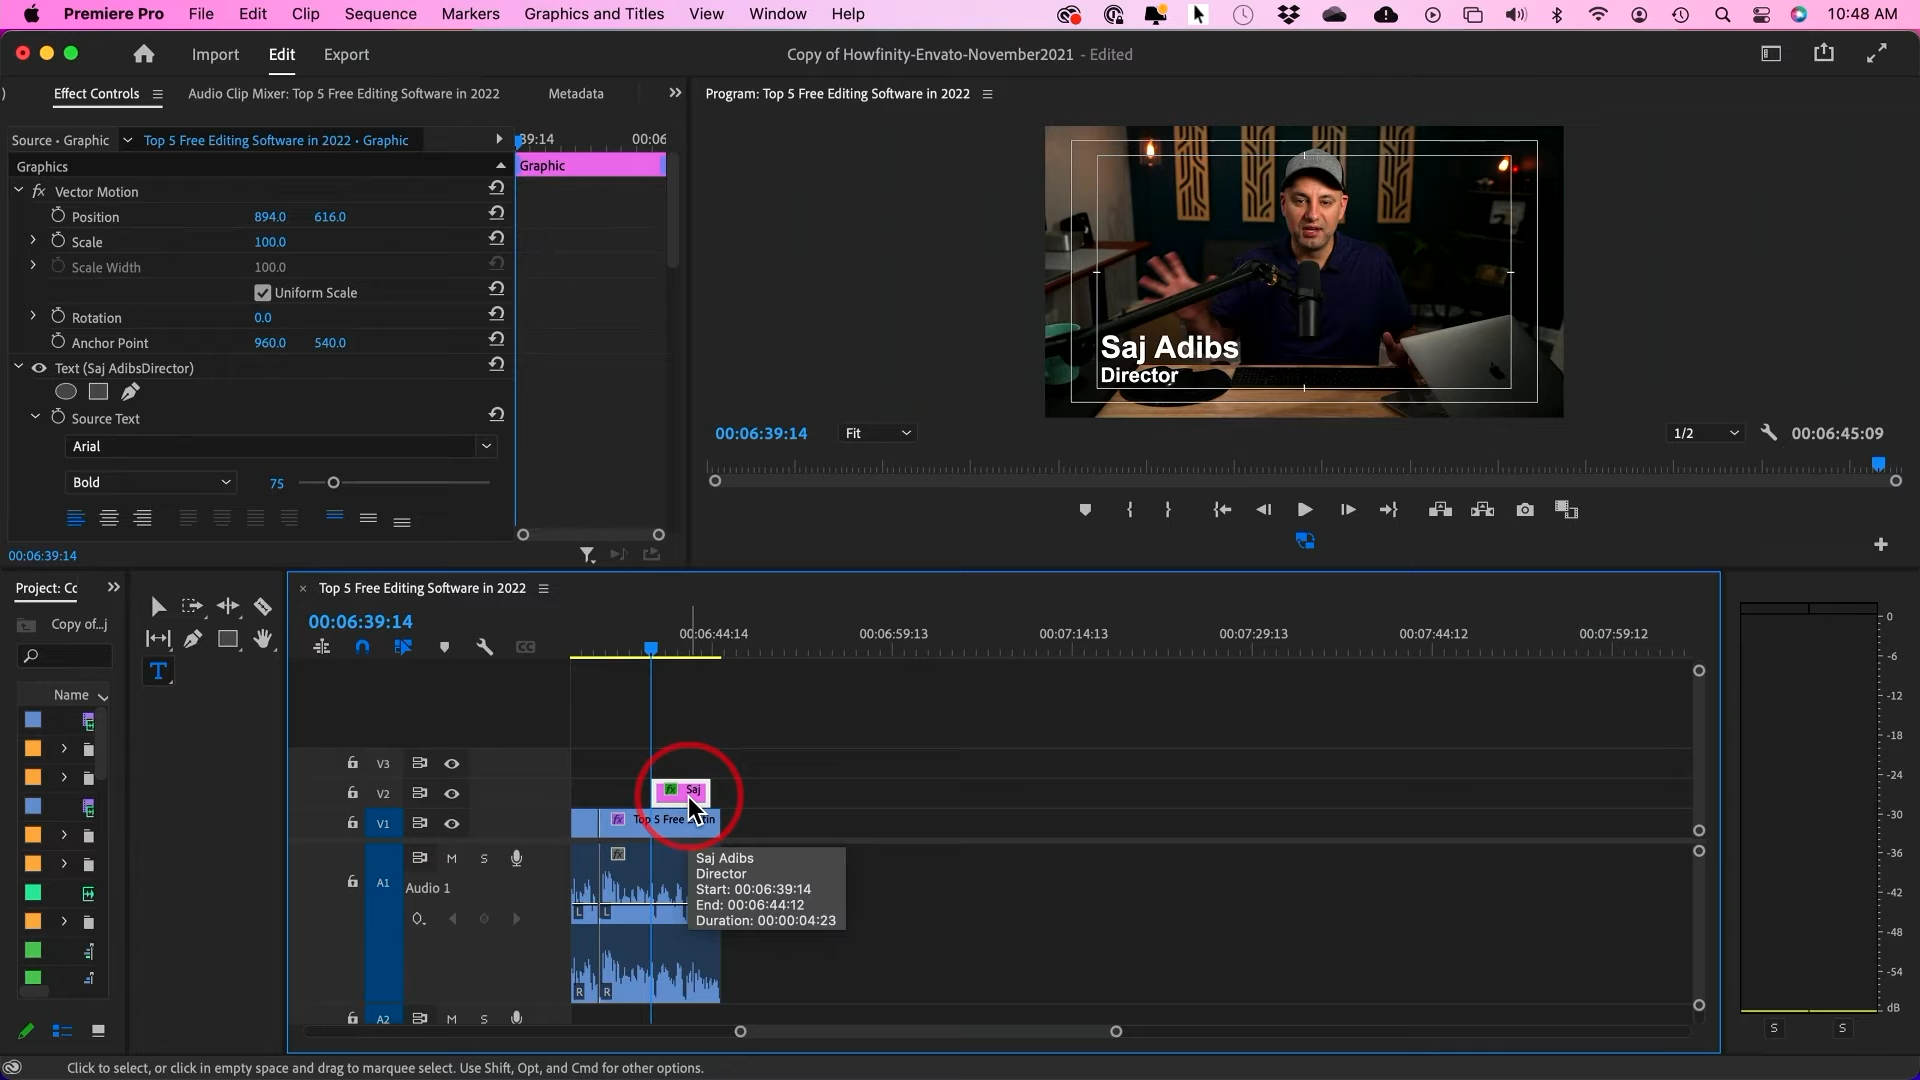 Premiere Pro File Edit Clip Sequence Markers Graphics and Titles View Window Help 10:48 AM
Import Edit Export Copy of Howfinity-Envato-November2021 - Edited
Effect Controls Audio Clip Mixer: Top 5 Free Editing Software in 2022 Metadata
Program: Top 5 Free Editing Software in 2022
Source • Graphic Top 5 Free Editing Software in 2022 • Graphic
39:14 00:06
Graphics
Graphic
fx Vector Motion
Position 894.0 616.0
Scale 100.0
Scale Width 100.0
Uniform Scale
Rotation 0.0
Anchor Point 960.0 540.0
Text (Saj AdibsDirector)
Source Text
Arial
Bold 75
00:06:39:14
Saj Adibs
Director
00:06:39:14 Fit 1/2 00:06:45:09
Project: Cc
Copy of...j
Name
Top 5 Free Editing Software in 2022
00:06:39:14
00:06:44:14 00:06:59:13 00:07:14:13 00:07:29:13 00:07:44:12 00:07:59:12
CC
T
V3
V2
fx Saj
V1
fx Top 5 Free
fx
M S
A1 Audio 1
L L
R R
A2 M S
Saj Adibs
Director
Start: 00:06:39:14
End: 00:06:44:12
Duration: 00:00:04:23
0
-6
-12
-18
-24
-30
-36
-42
-48
-54
dB
S S
Click to select, or click in empty space and drag to marquee select. Use Shift, Opt, and Cmd for other options.